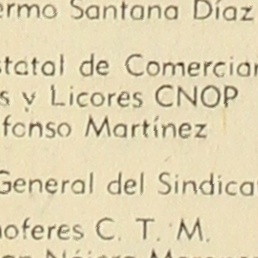 ermo Santana Díaz
statal de Comercian
s y Licores CNOP
fonso Martínez
General del Sindica
oferes C. T. M.